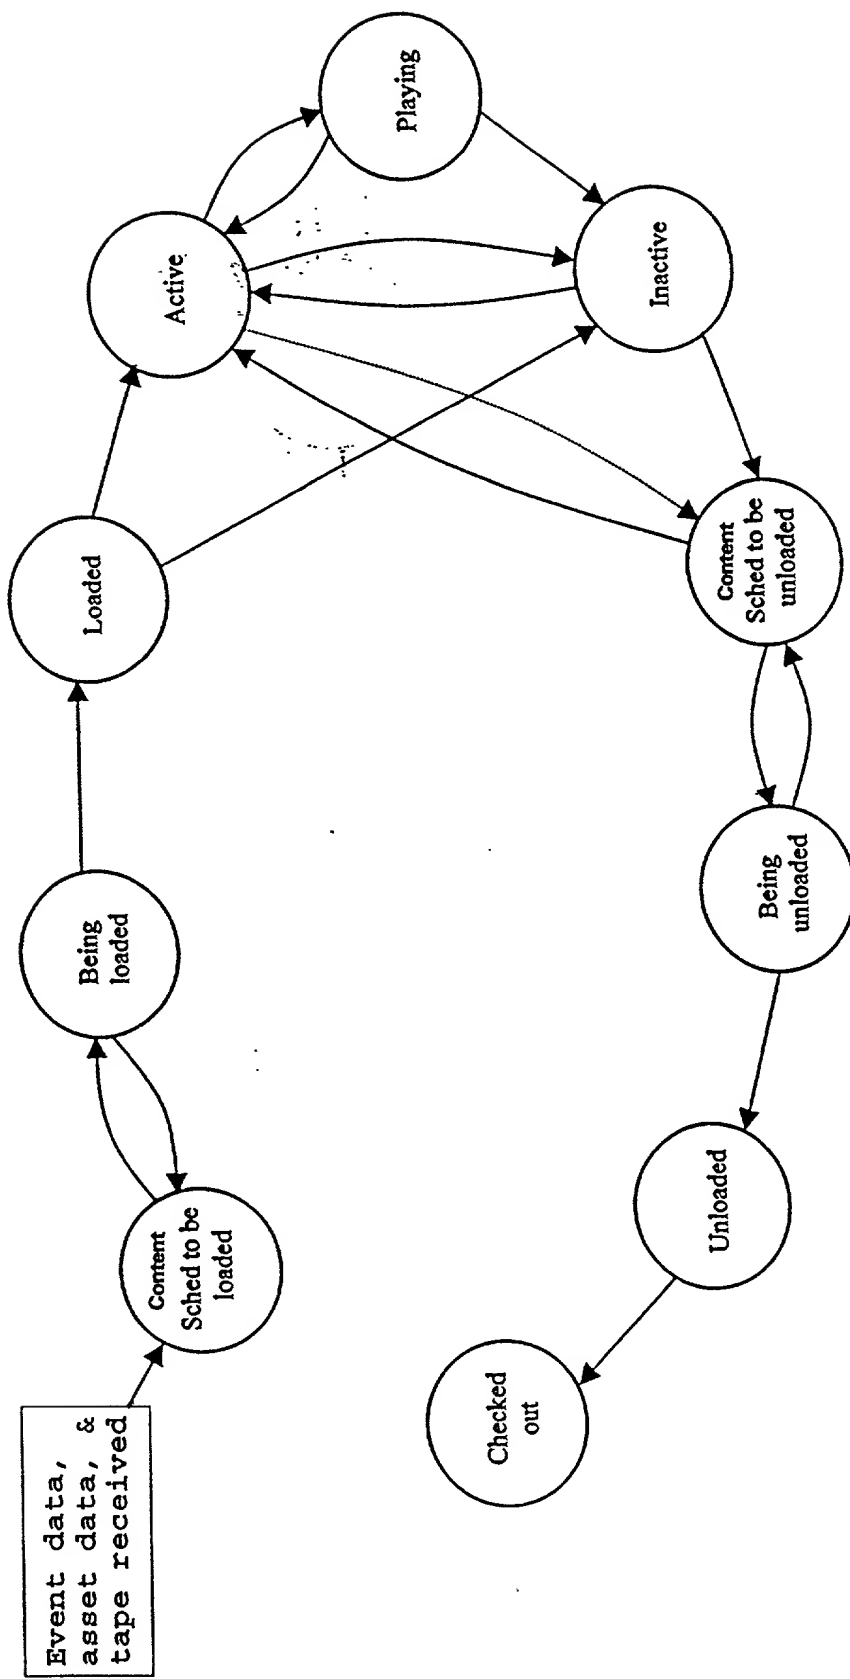 Event data,
asset data, &
tape received
Content
Sched to be
loaded
Being
loaded
Loaded
Active
Playing
Inactive
Content
Sched to be
unloaded
Being
unloaded
Unloaded
Checked
out